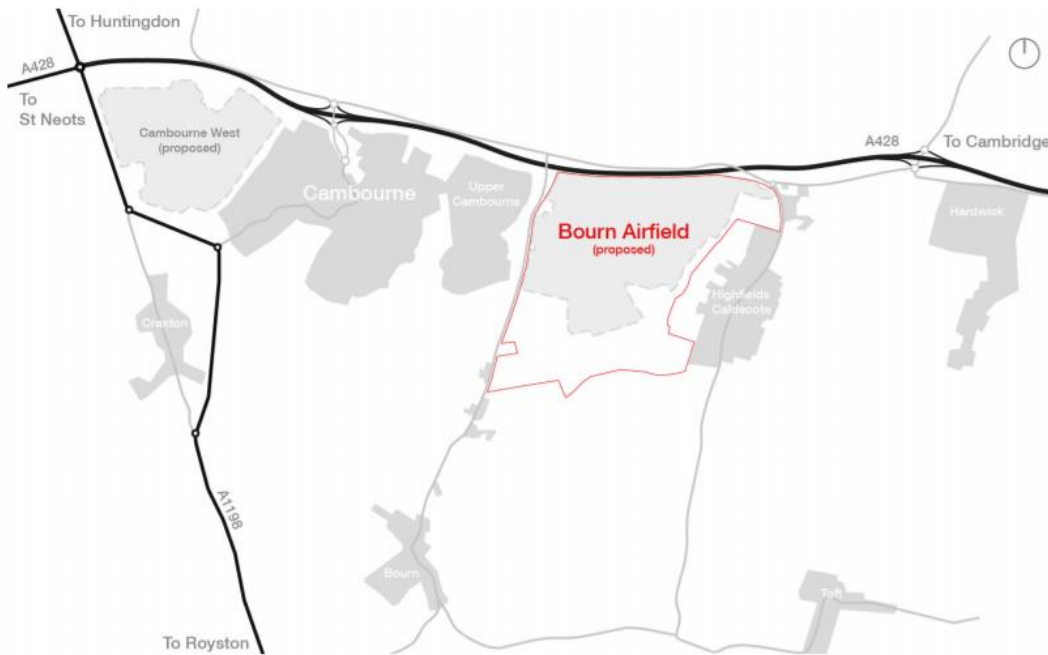 To Huntingdon
A428
To
St Neots
Cambourne West
(proposed)
A428
To Cambridge
Cambourne
Upper
Cambourne
Hardwick
Bourn Airfield
(proposed)
Highfields
Caldecote
Craxton
A1198
Bourn
Toft
To Royston